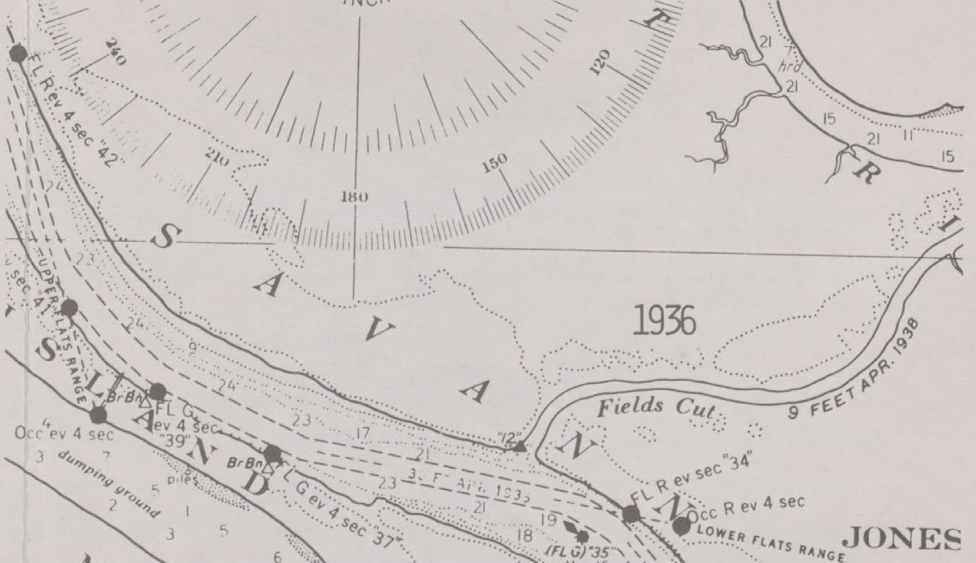 INCH
240
210
180
150
120
T
21
hrd
21
15
21
11
15
R
I
FL R ev 4 sec "42"
24
23
24
9
24
23
17
21
S
A
V
A
N
N
1936
Fields Cut
9 FEET APR. 1938
"12"
sec "41"
UPPER FLATS RANGE
ISLAND
BrBn
FL G
ev 4 sec
"39"
Occ ev 4 sec
4
3
7
dumping ground
5
piles
2
1
3
5
6
BrBn
FL G ev 4 sec "37"
23
21
18
19
(FL G) "35"
FL R ev sec "34"
Occ R ev 4 sec
LOWER FLATS RANGE
JONES